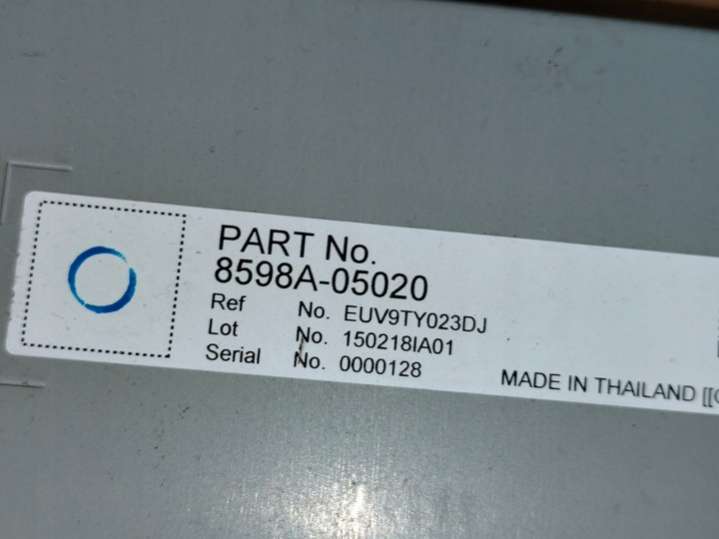 PART No.
8598A-05020
Ref No. EUV9TY023DJ
Lot No. 150218IA01
Serial No. 0000128
MADE IN THAILAND